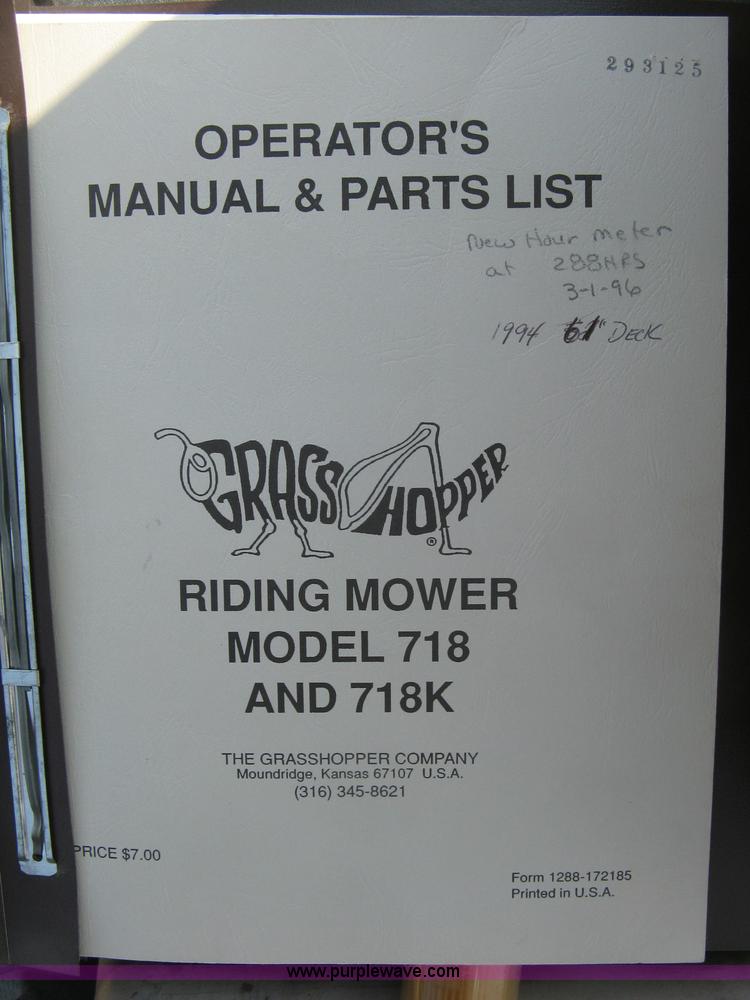 293125
OPERATOR'S
MANUAL & PARTS LIST
New Hour meter
at 288HRS
3-1-96
1994 61" DECK
GRASSHOPPER®
RIDING MOWER
MODEL 718
AND 718K
THE GRASSHOPPER COMPANY
Moundridge, Kansas 67107 U.S.A.
(316) 345-8621
PRICE $7.00
Form 1288-172185
Printed in U.S.A.
www.purplewave.com